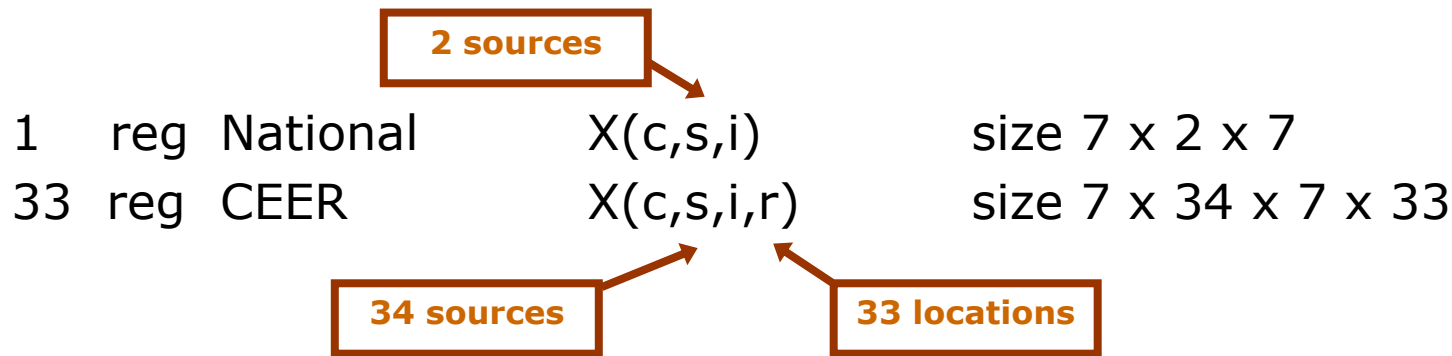 2 sources
1 reg National X(c,s,i) size 7 x 2 x 7
33 reg CEER X(c,s,i,r) size 7 x 34 x 7 x 33
34 sources 33 locations